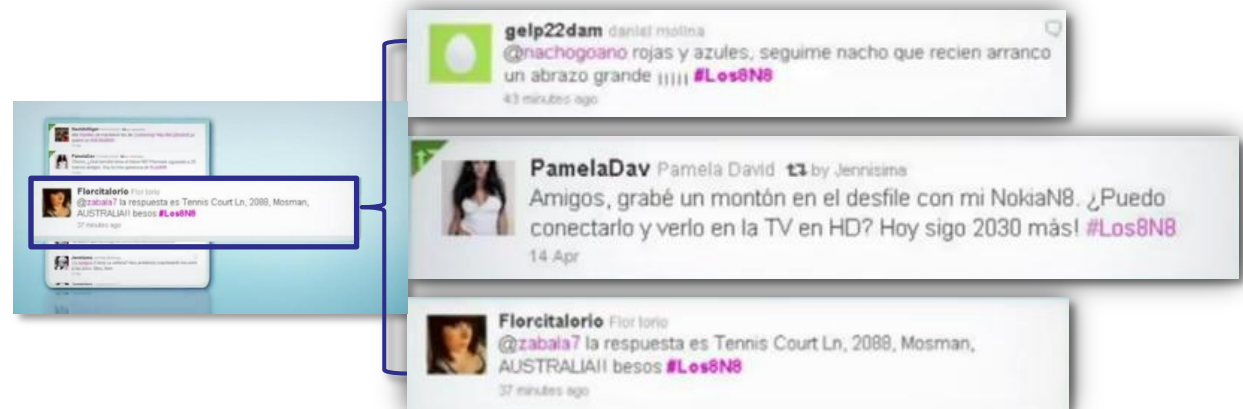 Florcitalorio Flor Iorio
@zabala7 la respuesta es Tennis Court Ln, 2088, Mosman,
AUSTRALIA!! besos #Los8N8
37 minutes ago
gelp22dam daniel molina
@nachogoano rojas y azules, seguime nacho que recien arranco
un abrazo grande ¡¡¡¡¡ #Los8N8
43 minutes ago
PamelaDav Pamela David by Jennisima
Amigos, grabé un montón en el desfile con mi NokiaN8. ¿Puedo
conectarlo y verlo en la TV en HD? Hoy sigo 2030 más! #Los8N8
14 Apr
Florcitalorio Flor Iorio
@zabala7 la respuesta es Tennis Court Ln, 2088, Mosman,
AUSTRALIA!! besos #Los8N8
37 minutes ago